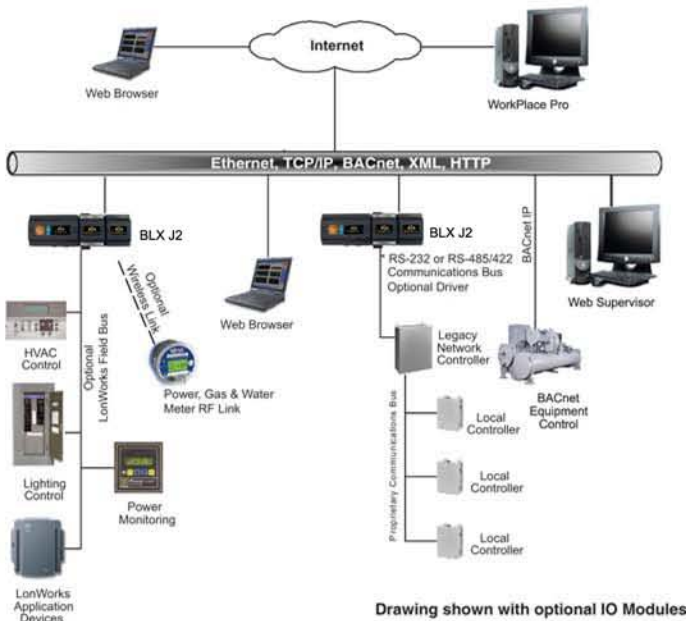 Internet
Web Browser
WorkPlace Pro
Ethernet, TCP/IP, BACnet, XML, HTTP
BLX J2
BLX J2
BACnet IP
* RS-232 or RS-485/422
Communications Bus
Optional Driver
Web Supervisor
Optional
Wireless Link
Web Browser
HVAC
Control
Optional
LonWorks Field Bus
Power, Gas & Water
Meter RF Link
Legacy
Network
Controller
BACnet
Equipment
Control
Proprietary Communications Bus
Local
Controller
Lighting
Control
Power
Monitoring
Local
Controller
Local
Controller
LonWorks
Application
Devices
Drawing shown with optional IO Modules